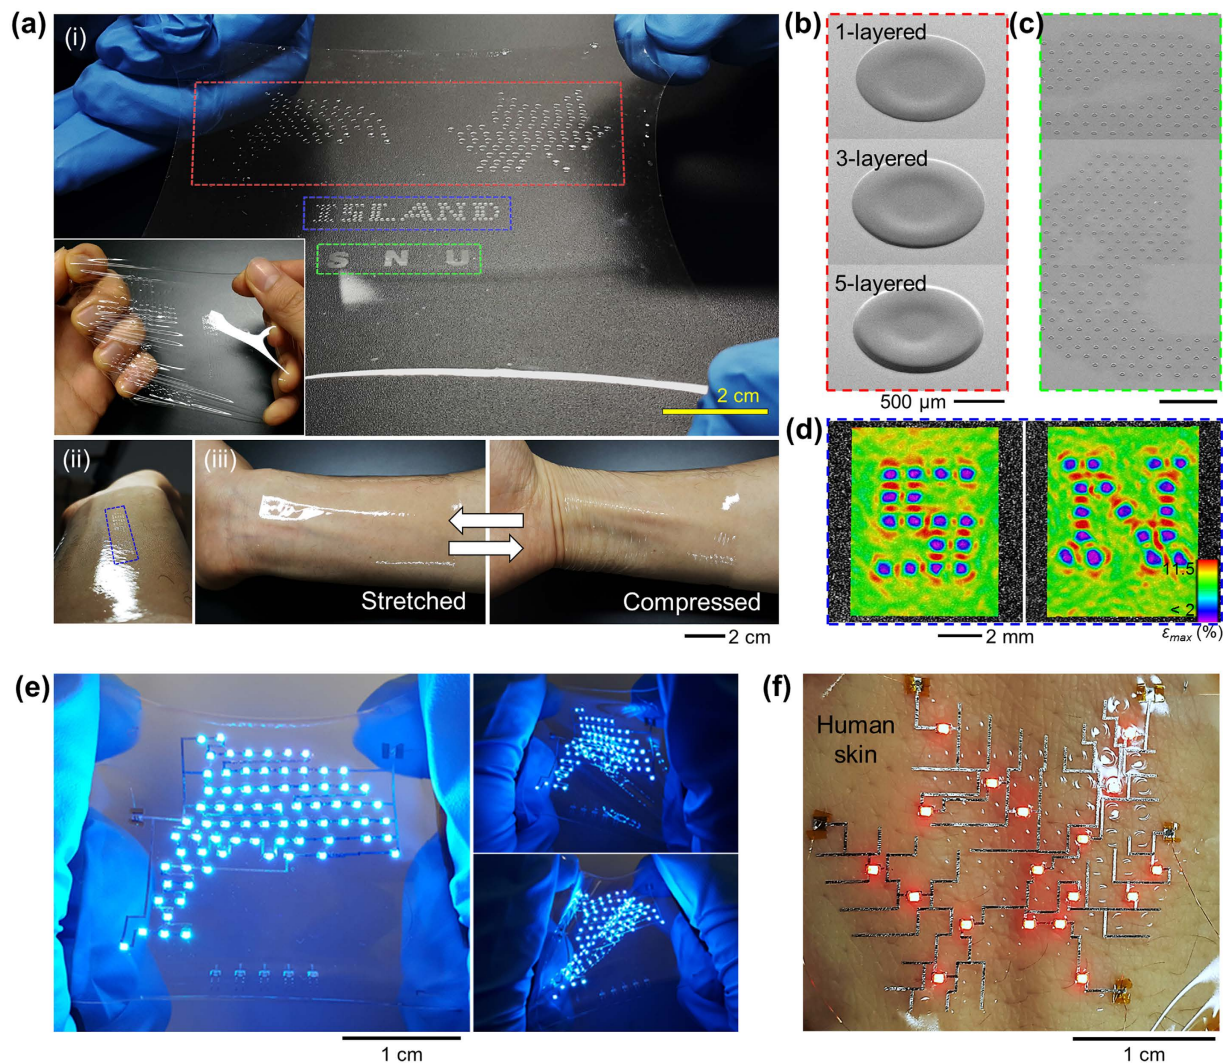 (a)
(i)
ISLAND
S N U
2 cm
(ii)
(iii)
Stretched
Compressed
2 cm
(b)
1-layered
3-layered
5-layered
500 μm
(c)
(d)
11.5
< 2
2 mm
εmax (%)
(e)
1 cm
(f)
Human
skin
1 cm